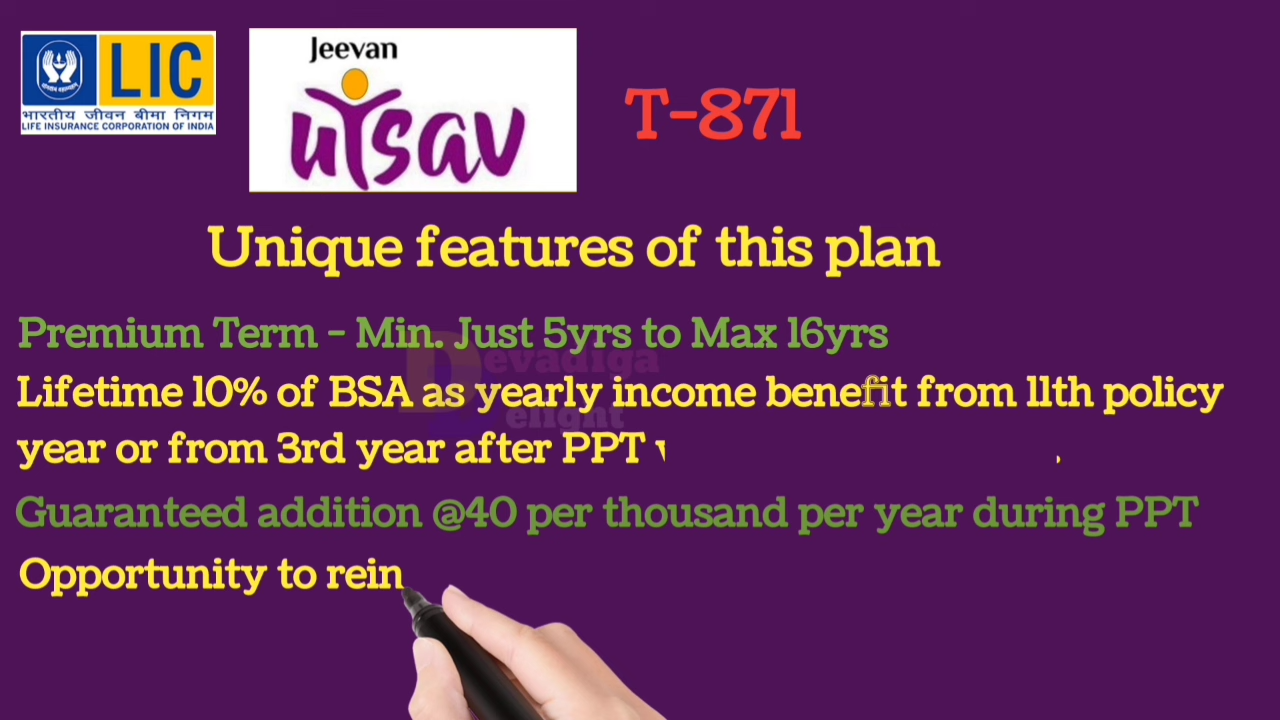 LIC
भारतीय जीवन बीमा निगम
LIFE INSURANCE CORPORATION OF INDIA
Jeevan
utsav
T-871
Unique features of this plan
Premium Term - Min. Just 5yrs to Max 16yrs
Lifetime 10% of BSA as yearly income benefit from 11th policy
year or from 3rd year after PPT
Guaranteed addition @40 per thousand per year during PPT
Opportunity to rein
Devadiga
Delight